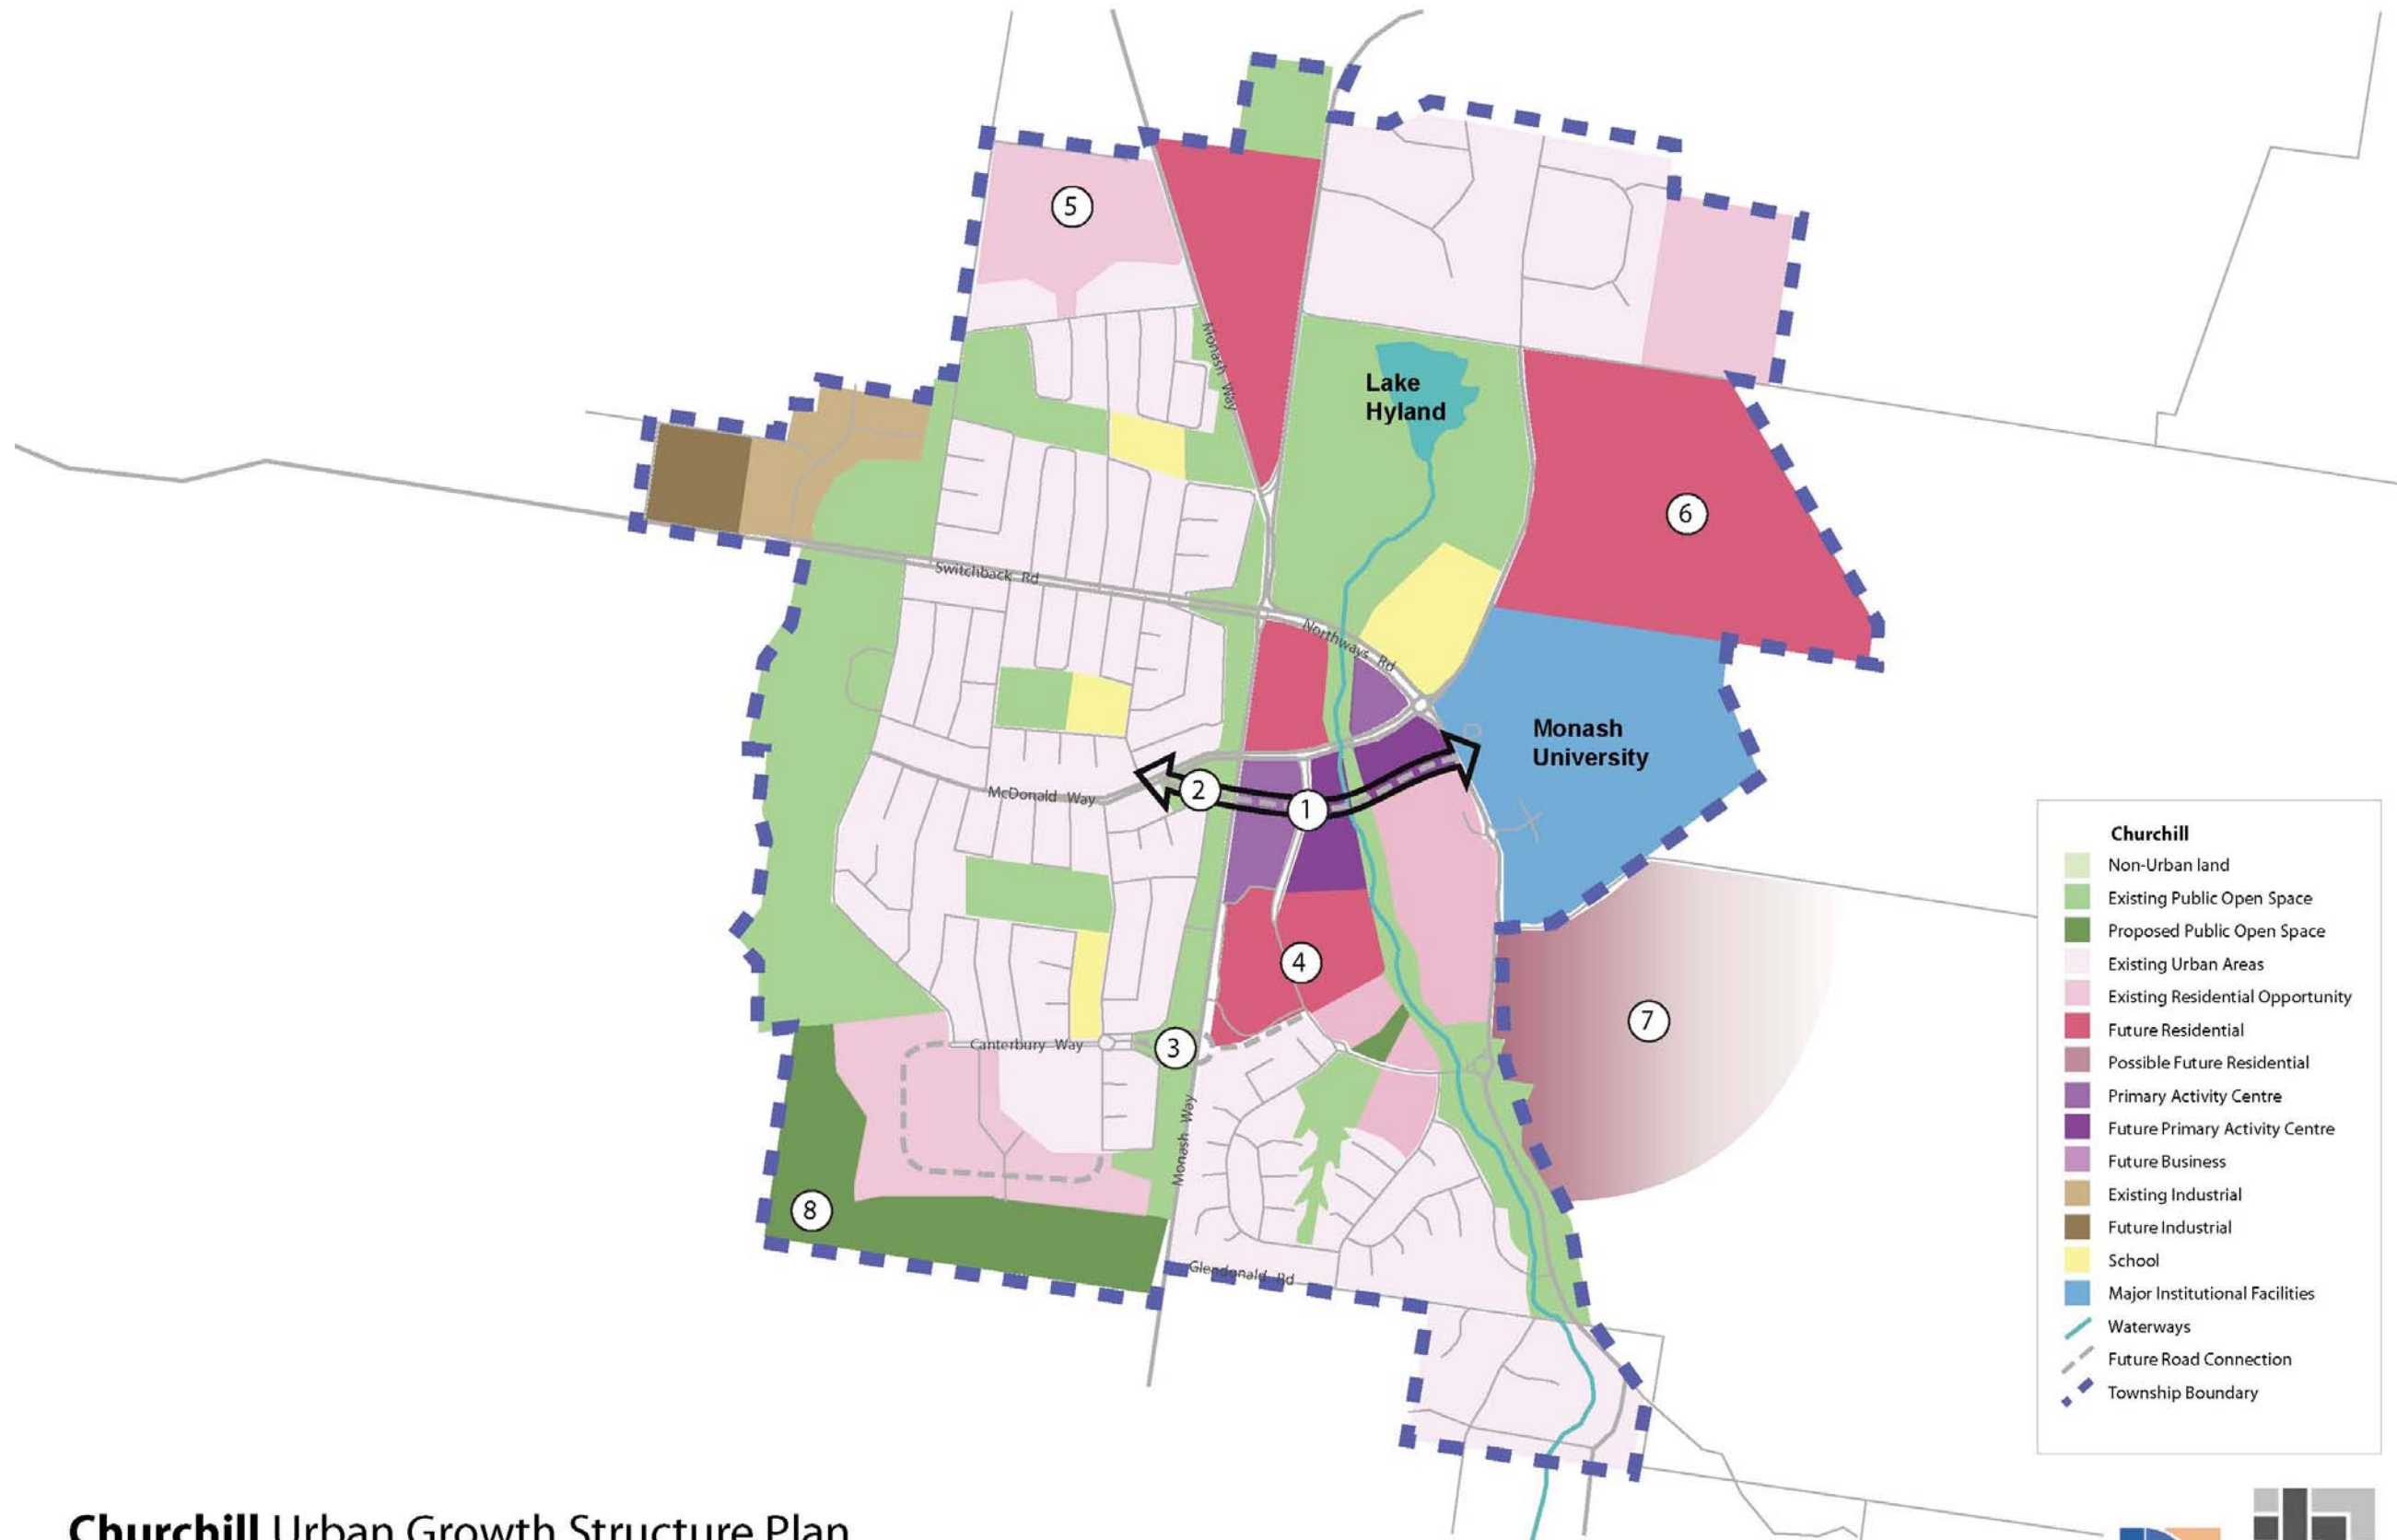 5
Monash Way
Lake
Hyland
6
Switchback Rd
Northways Rd
Monash
University
2
McDonald Way
1
4
7
Canterbury Way
3
Monash Way
8
Glendonald Rd
Churchill
Non-Urban land
Existing Public Open Space
Proposed Public Open Space
Existing Urban Areas
Existing Residential Opportunity
Future Residential
Possible Future Residential
Primary Activity Centre
Future Primary Activity Centre
Future Business
Existing Industrial
Future Industrial
School
Major Institutional Facilities
Waterways
Future Road Connection
Township Boundary
Churchill Urban Growth Structure Plan